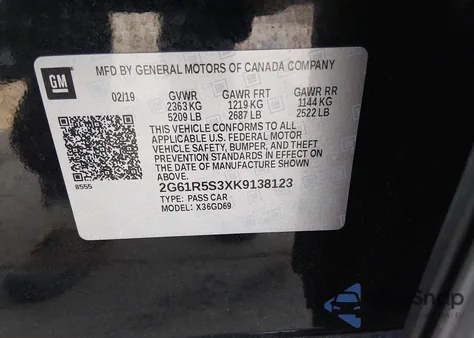 GM
MFD BY GENERAL MOTORS OF CANADA COMPANY
02/19 GVWR GAWR FRT GAWR RR
2363 KG 1219 KG 1144 KG
5209 LB 2687 LB 2522 LB
THIS VEHICLE CONFORMS TO ALL
APPLICABLE U.S. FEDERAL MOTOR
VEHICLE SAFETY, BUMPER, AND THEFT
PREVENTION STANDARDS IN EFFECT ON
THE DATE OF MANUFACTURE SHOWN
ABOVE.
8555 2G61R5S3XK9138123
TYPE: PASS CAR
MODEL: X36GD69